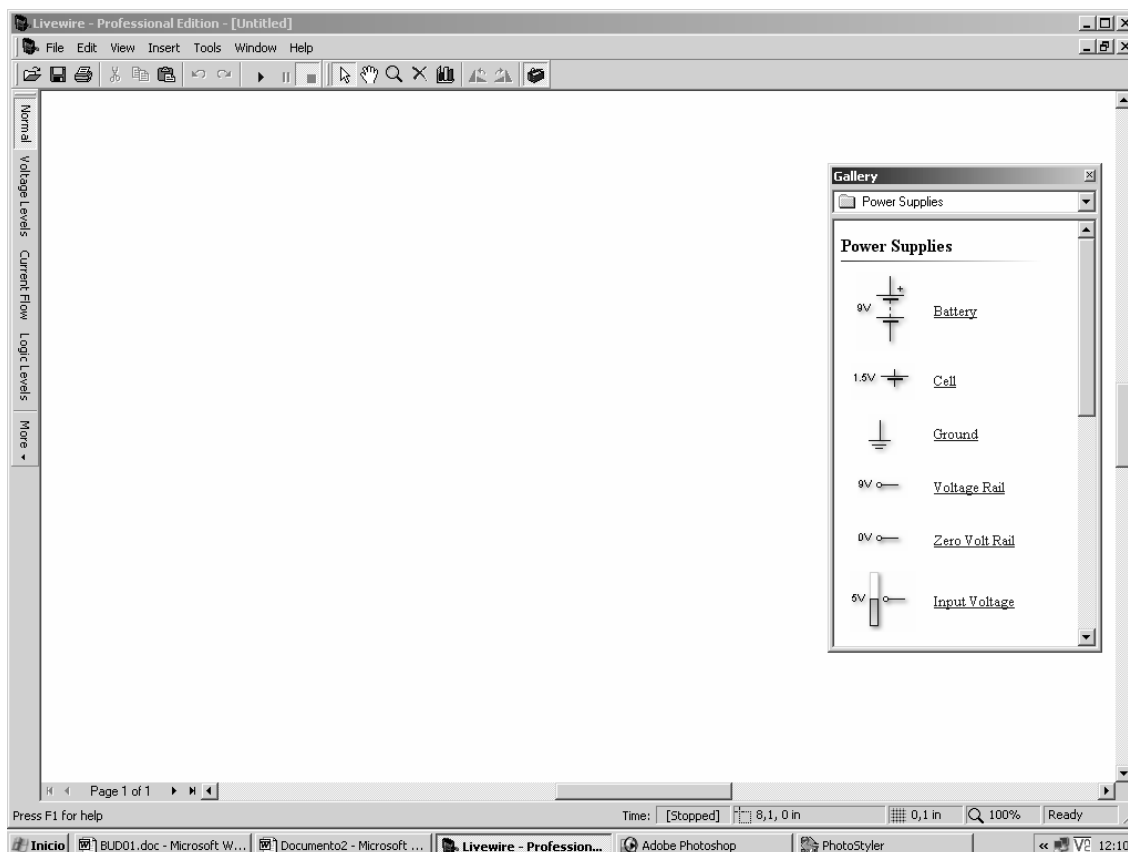 Livewire - Professional Edition - [Untitled]
File Edit View Insert Tools Window Help
Normal
Voltage Levels
Current Flow
Logic Levels
More
Gallery
Power Supplies
Power Supplies
9V Battery
1.5V Cell
Ground
9V Voltage Rail
0V Zero Volt Rail
5V Input Voltage
Page 1 of 1
Press F1 for help Time: [Stopped] 8,1, 0 in 0,1 in 100% Ready
Inicio BUD01.doc - Microsoft W... Documento2 - Microsoft ... Livewire - Profession... Adobe Photoshop PhotoStyler « 12:10